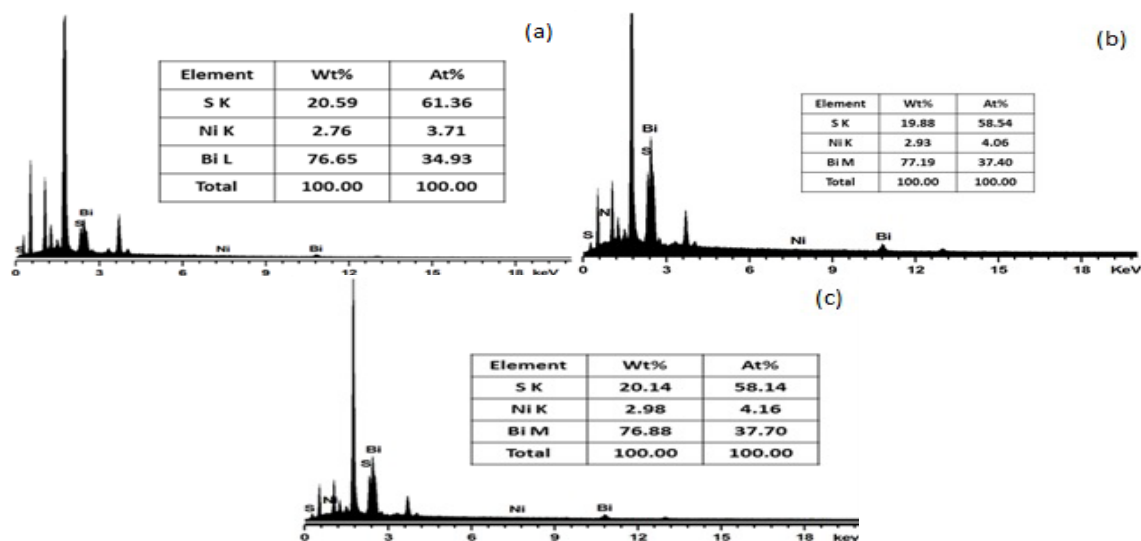 (a)
Element Wt% At%
S K 20.59 61.36
Ni K 2.76 3.71
Bi L 76.65 34.93
Total 100.00 100.00
Bi
S
S Ni Bi
0 3 6 9 12 15 18 keV
(b)
Element Wt% At%
S K 19.88 58.54
Ni K 2.93 4.06
Bi M 77.19 37.40
Total 100.00 100.00
Bi
S
N
S Ni Bi
0 3 6 9 12 15 18 KeV
(c)
Element Wt% At%
S K 20.14 58.14
Ni K 2.98 4.16
Bi M 76.88 37.70
Total 100.00 100.00
Bi
S
S Ni Ni Bi
0 3 6 9 12 15 18 kev